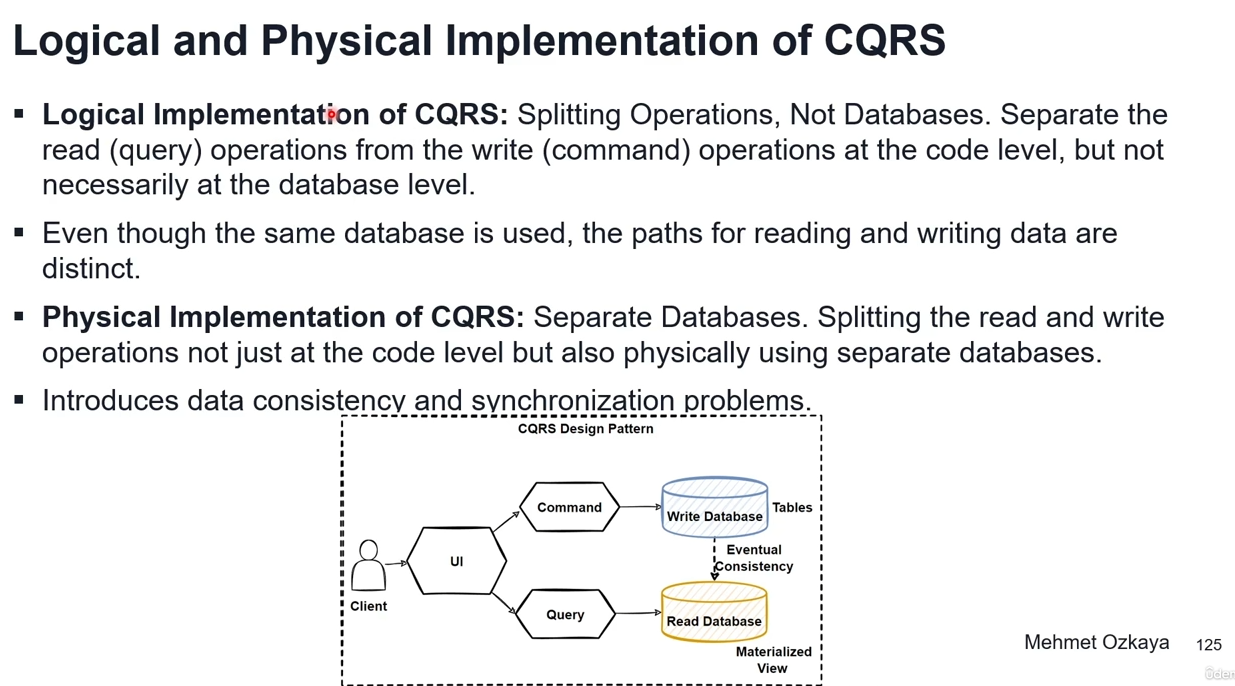 Logical and Physical Implementation of CQRS
▪ Logical Implementation of CQRS: Splitting Operations, Not Databases. Separate the
read (query) operations from the write (command) operations at the code level, but not
necessarily at the database level.
▪ Even though the same database is used, the paths for reading and writing data are
distinct.
▪ Physical Implementation of CQRS: Separate Databases. Splitting the read and write
operations not just at the code level but also physically using separate databases.
▪ Introduces data consistency and synchronization problems.
CQRS Design Pattern
Command
Write Database
Tables
Eventual
Consistency
UI
Client
Query
Read Database
Materialized
View
Mehmet Ozkaya
125